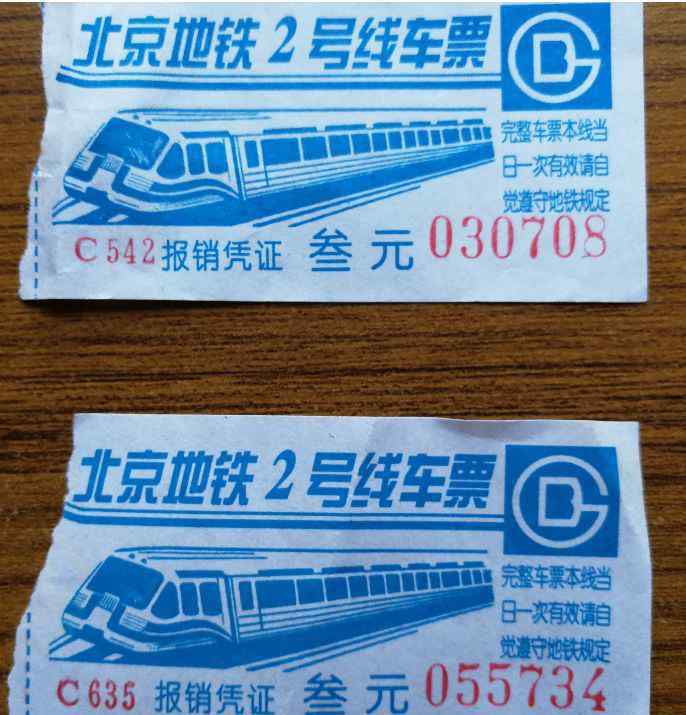 北京地铁2号线车票
完整车票本线当
日一次有效请自
觉遵守地铁规定
C542 报销凭证 叁元 030708
北京地铁2号线车票
完整车票本线当
日一次有效请自
觉遵守地铁规定
C635 报销凭证 叁元 055734